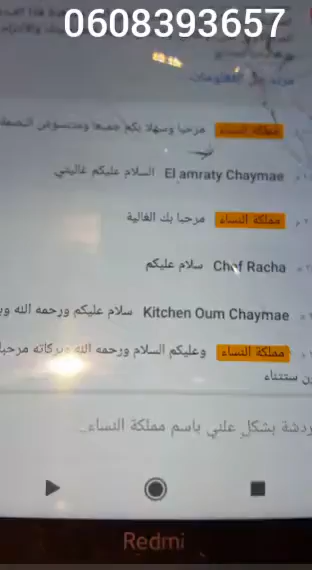 0608393657
مملكة النساء مرحبا وسهلا بكم جميعا
El amraty Chaymae السلام عليكم غاليتي
مملكة النساء مرحبا بك الغالية
Chef Racha سلام عليكم
Kitchen Oum Chaymae سلام عليكم ورحمه الله
مملكة النساء وعليكم السلام ورحمه الله وبركاته مرحبا
ستتناء
ردشة بشكل علني باسم مملكة النساء..
Redmi